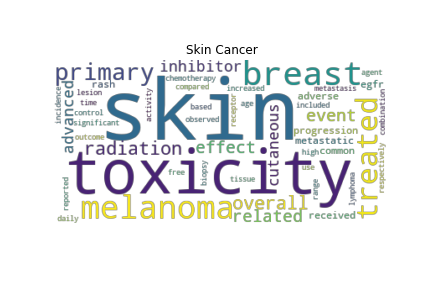 Skin Cancer
primary
inhibitor
breast
chemotherapy
agent
rash
compared
increased
metastasis
egfr
lesion
adverse
incidence
advanced
time
control
significant
outcome
activity
based
observed
receptor
age
included
event
combination
skin
cutaneous
progression
treated
radiation
effect
metastatic
high
common
respectively
toxicity
free
biopsy
tissue
use
range
lymphoma
reported
daily
melanoma
overall
related
received